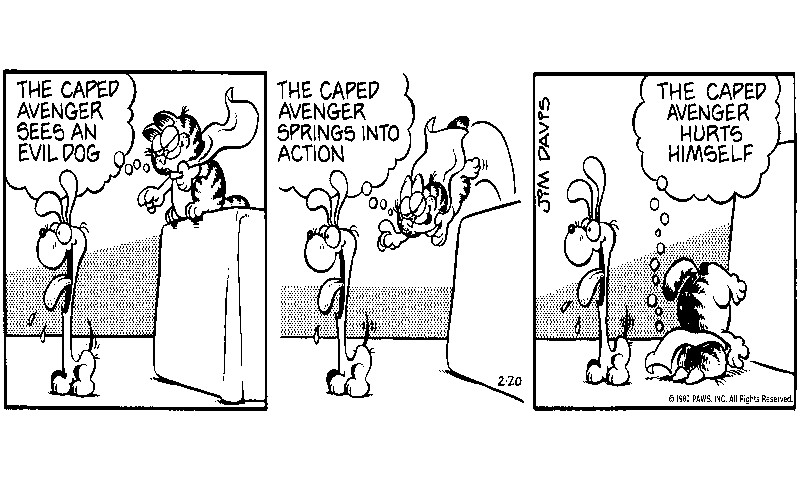 THE CAPED
AVENGER
SEES AN
EVIL DOG
THE CAPED
AVENGER
SPRINGS INTO
ACTION
2-20
JIM DAVIS
THE CAPED
AVENGER
HURTS
HIMSELF
PAWS, INC. All Rights Reserved.